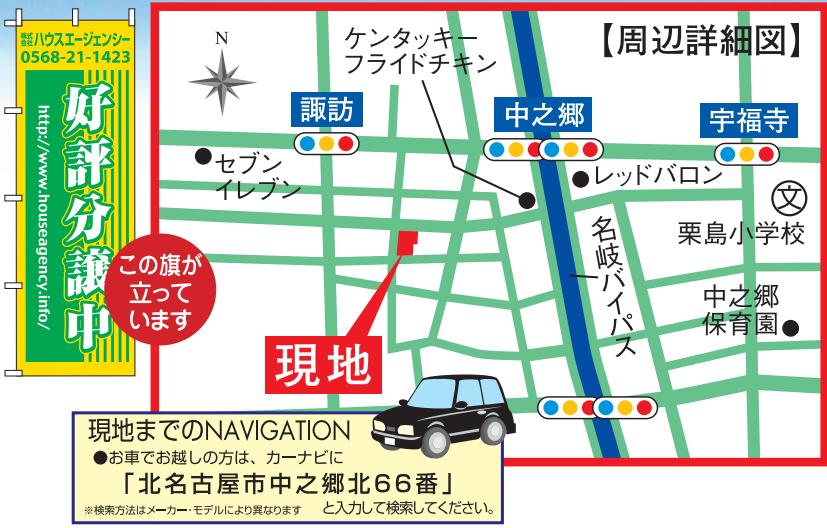 株式会社ハウスエージェンシー
0568-21-1423
好評分譲中
http://www.houseagency.info/
この旗が
立って
います
【周辺詳細図】
N
ケンタッキー
フライドチキン
諏訪
中之郷
宇福寺
セブン
イレブン
レッドバロン
文
栗島小学校
名岐バイパス
中之郷
保育園
現地
現地までのNAVIGATION
●お車でお越しの方は、カーナビに
「北名古屋市中之郷北66番」
※検索方法はメーカー・モデルにより異なります と入力して検索してください。